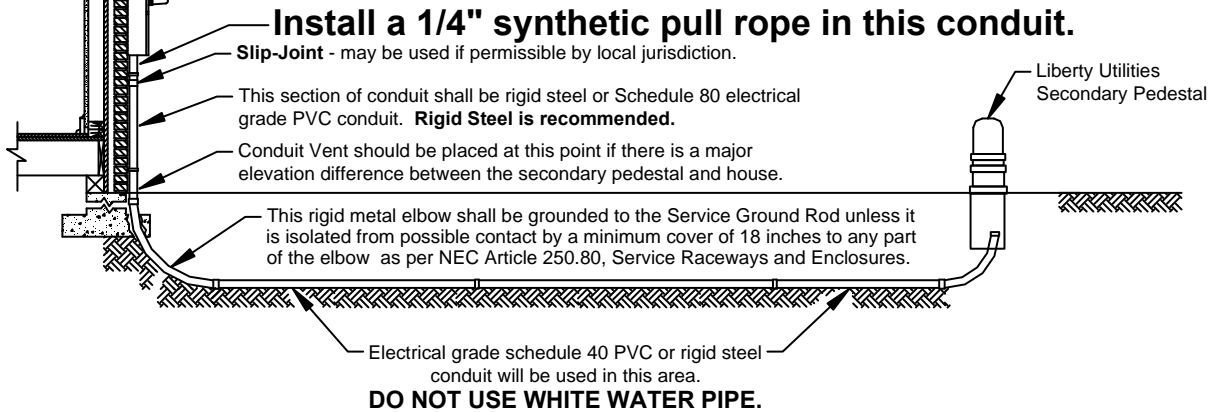 Install a 1/4" synthetic pull rope in this conduit.
Slip-Joint - may be used if permissible by local jurisdiction.
Liberty Utilities
Secondary Pedestal
This section of conduit shall be rigid steel or Schedule 80 electrical
grade PVC conduit. Rigid Steel is recommended.
Conduit Vent should be placed at this point if there is a major
elevation difference between the secondary pedestal and house.
This rigid metal elbow shall be grounded to the Service Ground Rod unless it
is isolated from possible contact by a minimum cover of 18 inches to any part
of the elbow as per NEC Article 250.80, Service Raceways and Enclosures.
Electrical grade schedule 40 PVC or rigid steel
conduit will be used in this area.
DO NOT USE WHITE WATER PIPE.